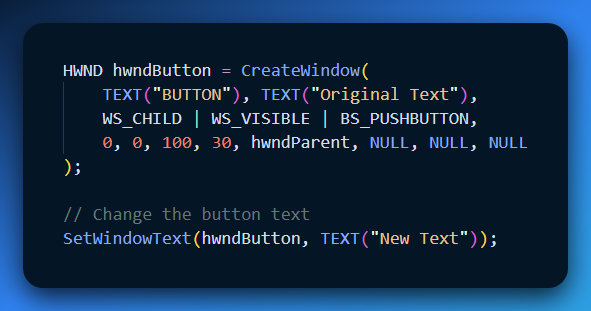 HWND hwndButton = CreateWindow(
    TEXT("BUTTON"), TEXT("Original Text"),
    WS_CHILD | WS_VISIBLE | BS_PUSHBUTTON,
    0, 0, 100, 30, hwndParent, NULL, NULL, NULL
);

// Change the button text
SetWindowText(hwndButton, TEXT("New Text"));